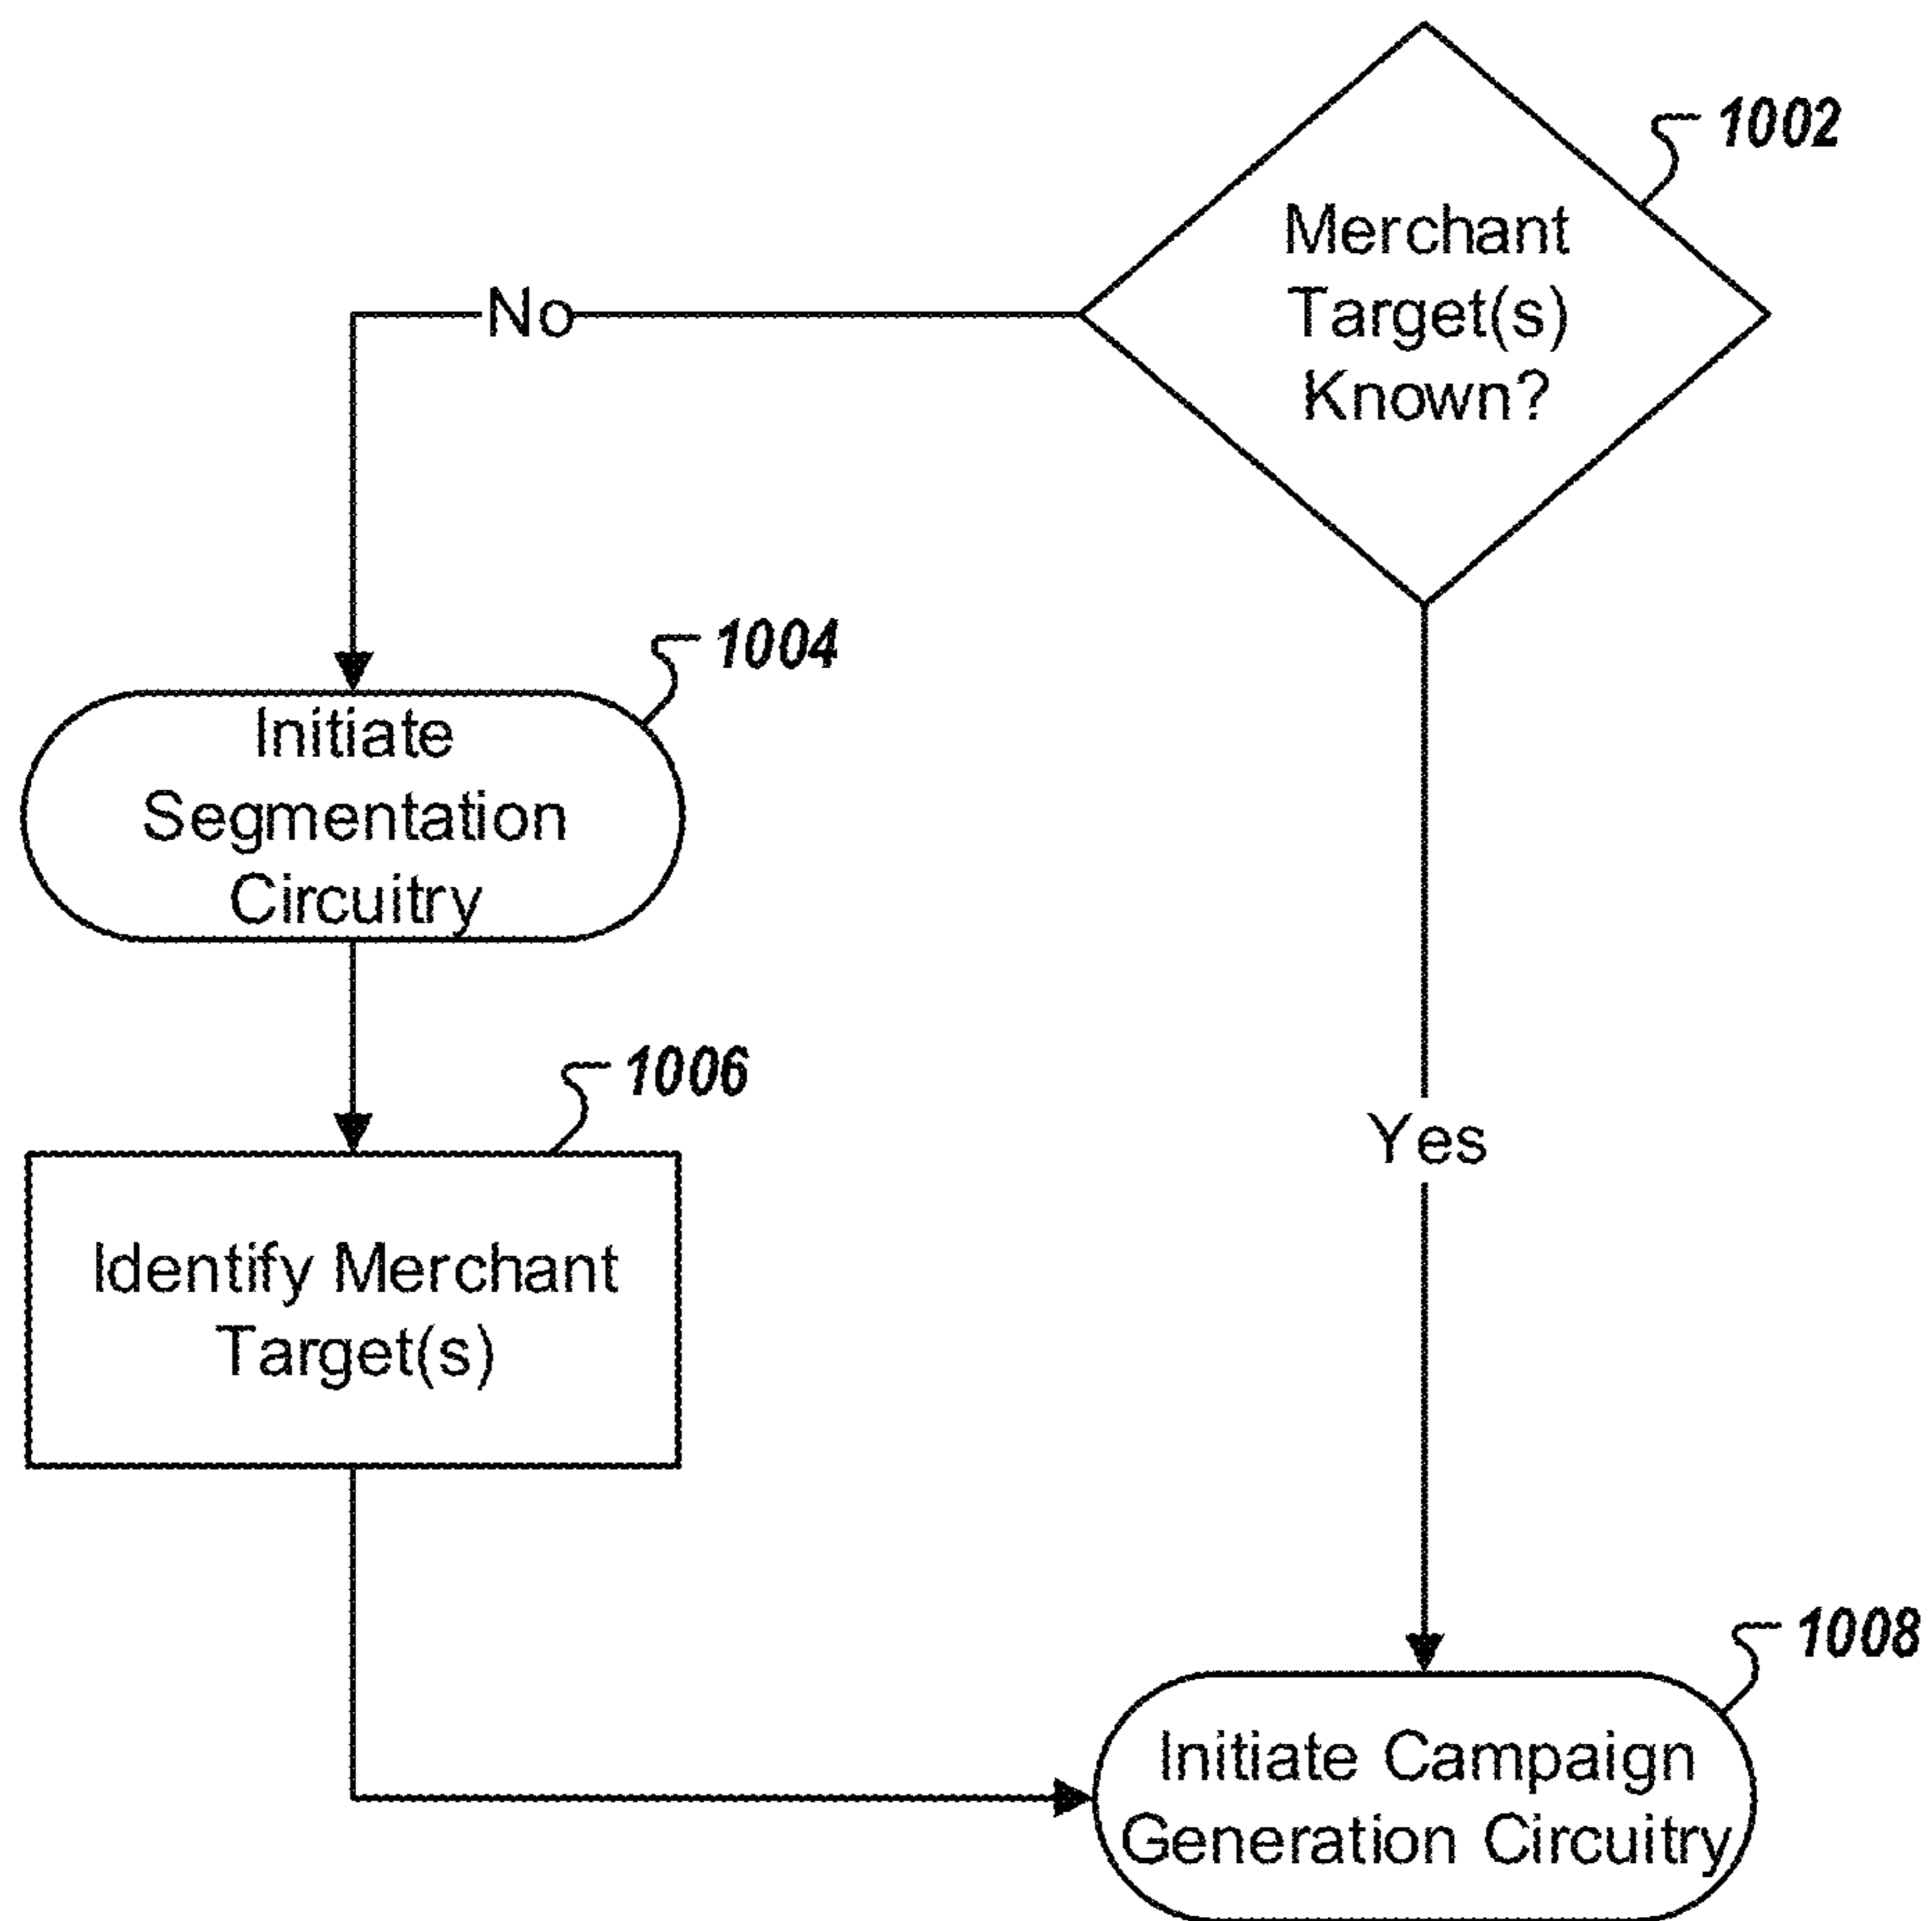 1002
Merchant
Target(s)
Known?
No
1004
Initiate
Segmentation
Circuitry
1006
Identify Merchant
Target(s)
Yes
1008
Initiate Campaign
Generation Circuitry